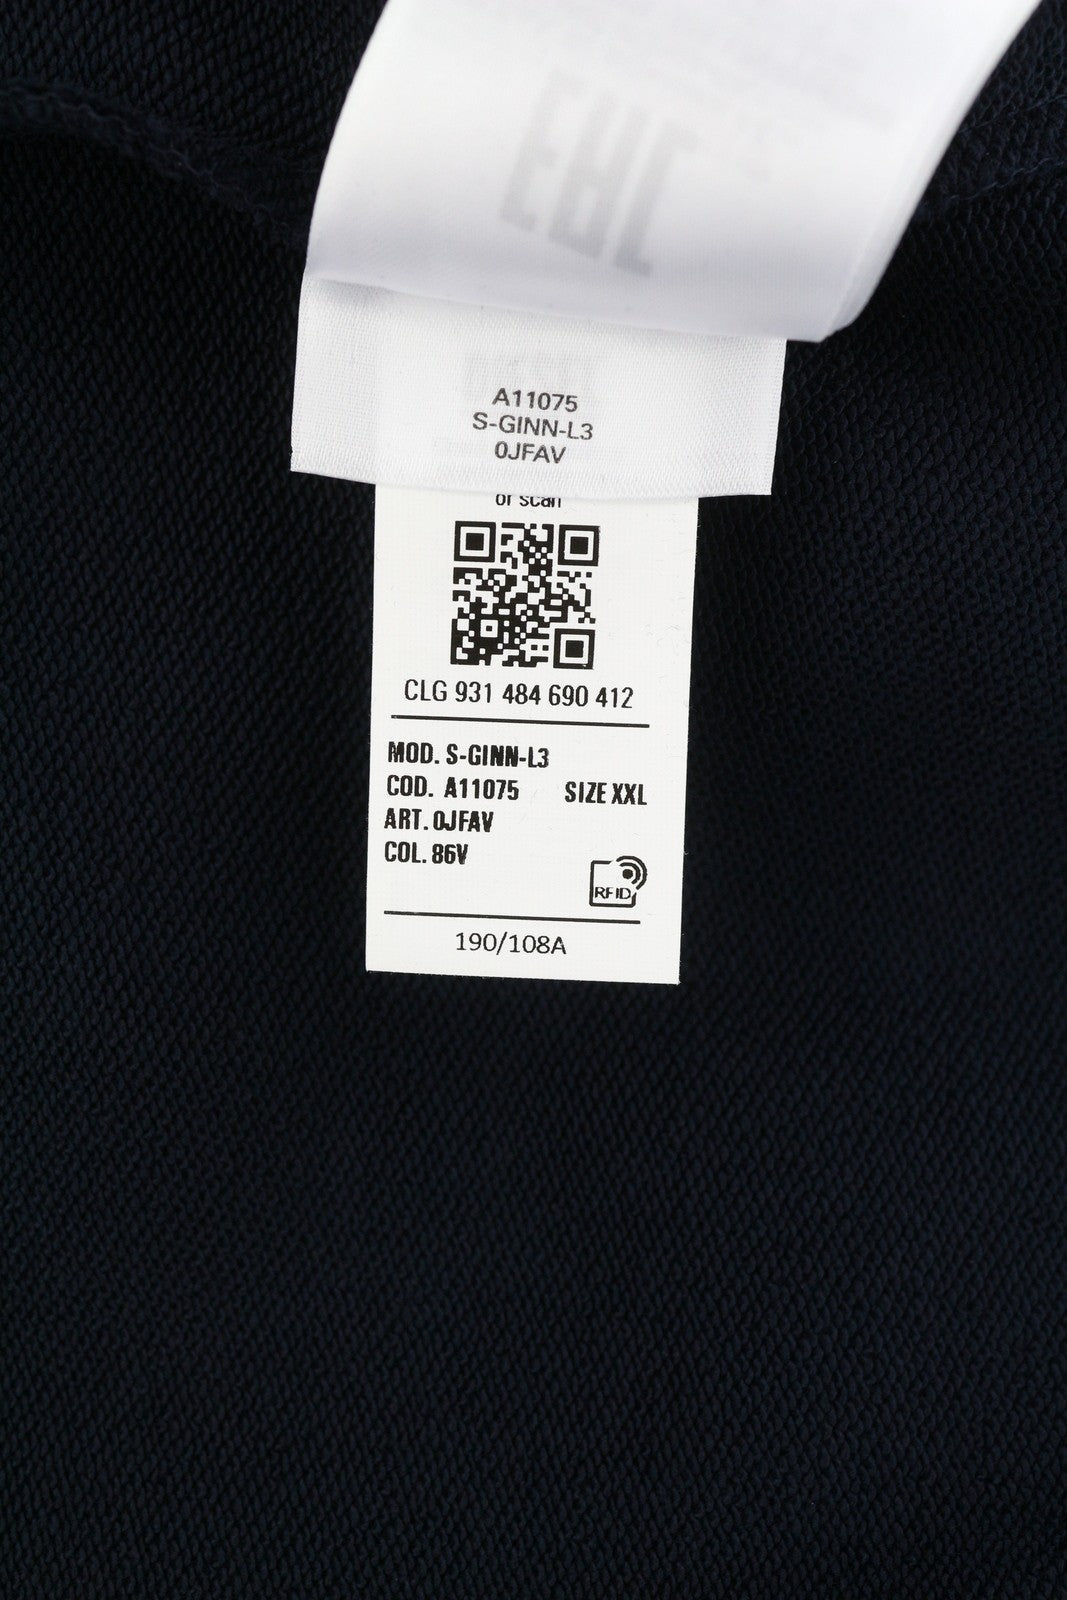 EAC
A11075
S-GINN-L3
0JFAV
or scan
CLG 931 484 690 412
MOD. S-GINN-L3
COD. A11075 SIZE XXL
ART. 0JFAV
COL. 86V
RFID
190/108A